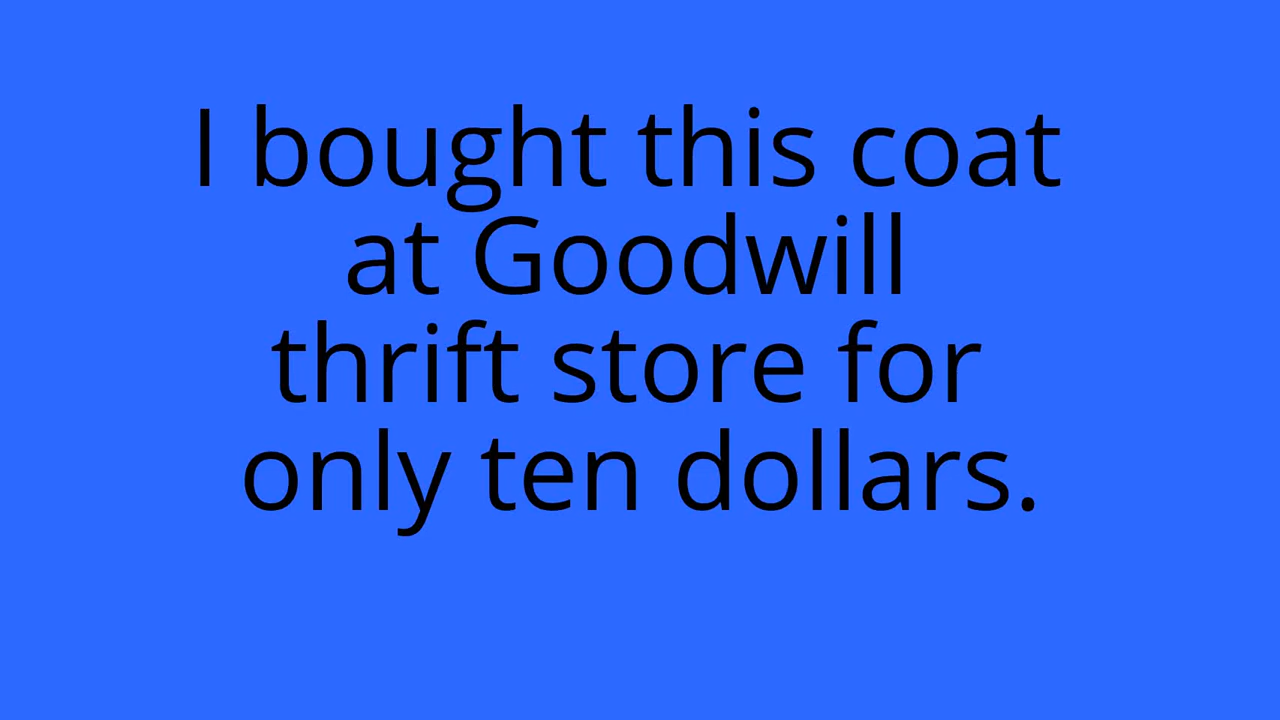 I bought this coat
at Goodwill
thrift store for
only ten dollars.